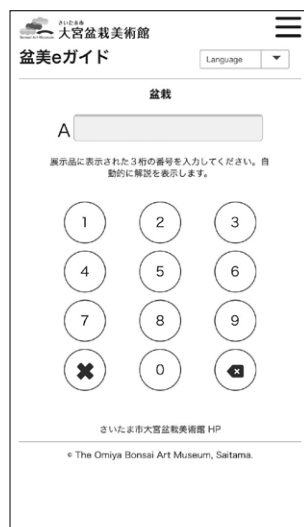 さいたま市
大宮盆栽美術館
Bonsai Art Museum
盆美eガイド
Language
盆栽
A
展示品に表示された3桁の番号を入力してください。自
動的に解説を表示します。
1 2 3
4 5 6
7 8 9
0
さいたま市大宮盆栽美術館 HP
© The Omiya Bonsai Art Museum, Saitama.